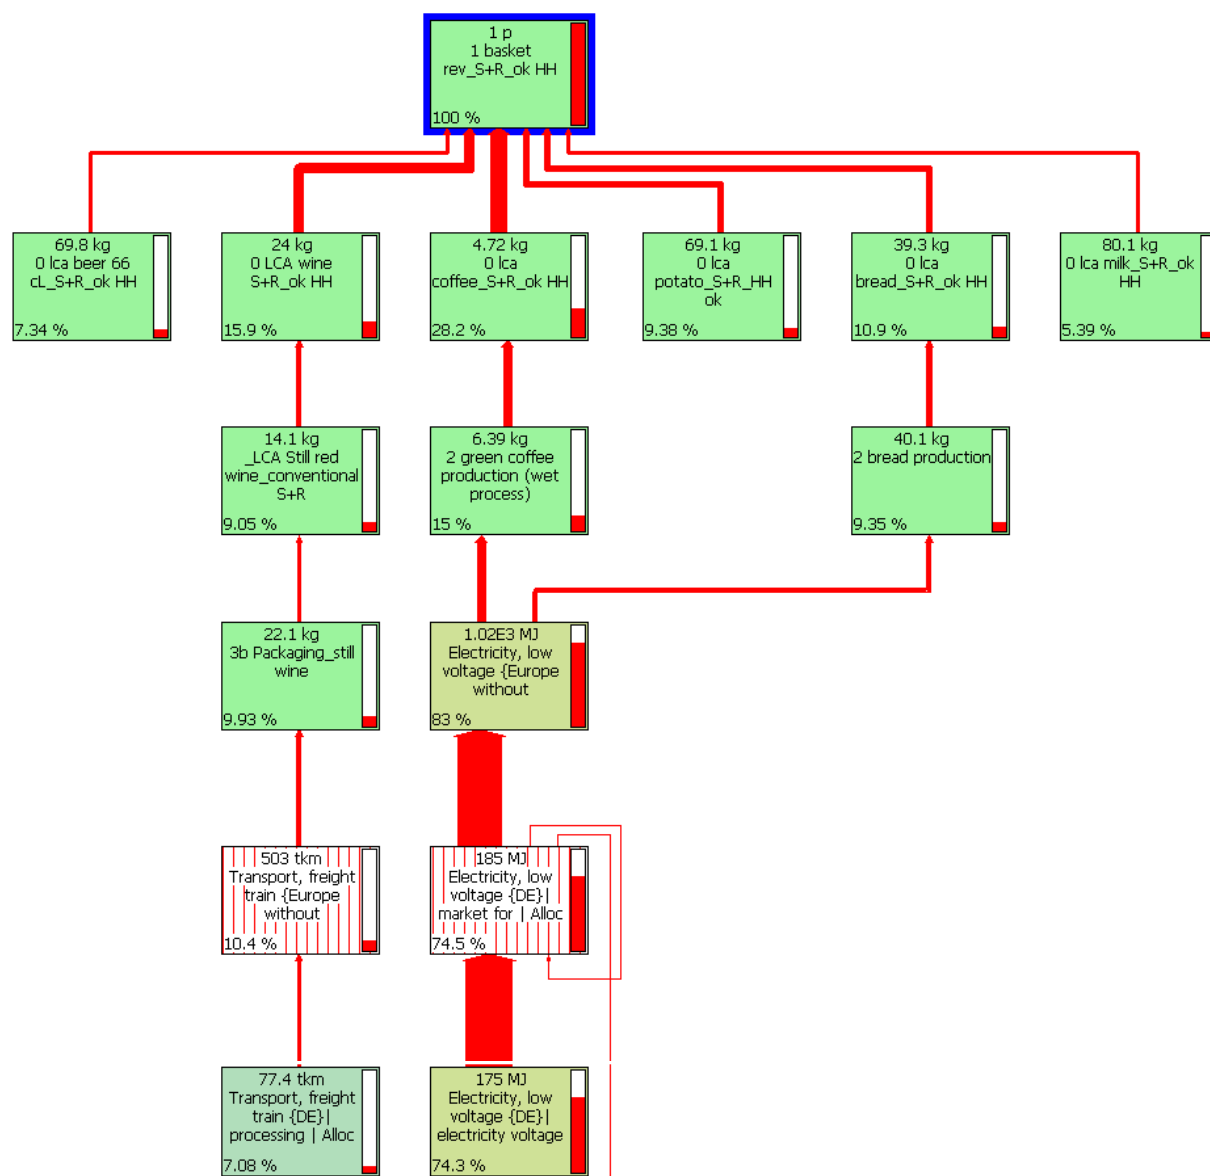 1 p
1 basket
rev_S+R_ok HH
100 %
69.8 kg
0 lca beer 66
cL_S+R_ok HH
7.34 %
24 kg
0 LCA wine
S+R_ok HH
15.9 %
4.72 kg
0 lca
coffee_S+R_ok HH
28.2 %
69.1 kg
0 lca
potato_S+R_HH
ok
9.38 %
39.3 kg
0 lca
bread_S+R_ok HH
10.9 %
80.1 kg
0 lca milk_S+R_ok
HH
5.39 %
14.1 kg
_LCA Still red
wine_conventional
S+R
9.05 %
6.39 kg
2 green coffee
production (wet
process)
15 %
40.1 kg
2 bread production
9.35 %
22.1 kg
3b Packaging_still
wine
9.93 %
1.02E3 MJ
Electricity, low
voltage {Europe
without
83 %
503 tkm
Transport, freight
train {Europe
without
10.4 %
185 MJ
Electricity, low
voltage {DE}|
market for | Alloc
74.5 %
77.4 tkm
Transport, freight
train {DE}|
processing | Alloc
7.08 %
175 MJ
Electricity, low
voltage {DE}|
electricity voltage
74.3 %